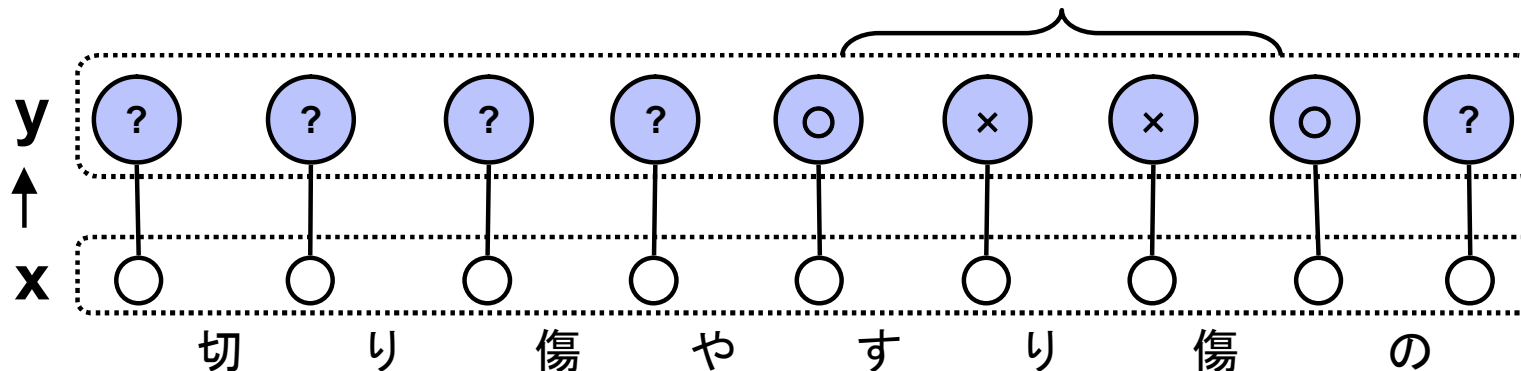 y ? ? ? ? ○ × × ○ ?
x
切 り 傷 や す り 傷 の